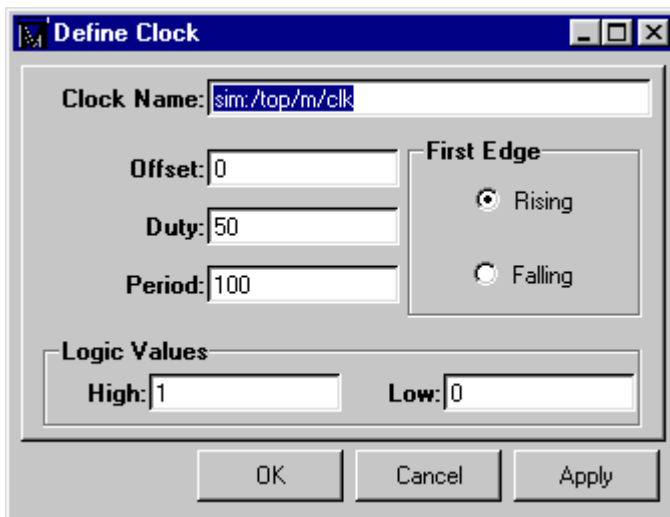 Define Clock
Clock Name: sim:/top/m/clk
Offset: 0
Duty: 50
Period: 100
First Edge
Rising
Falling
Logic Values
High: 1 Low: 0
OK Cancel Apply